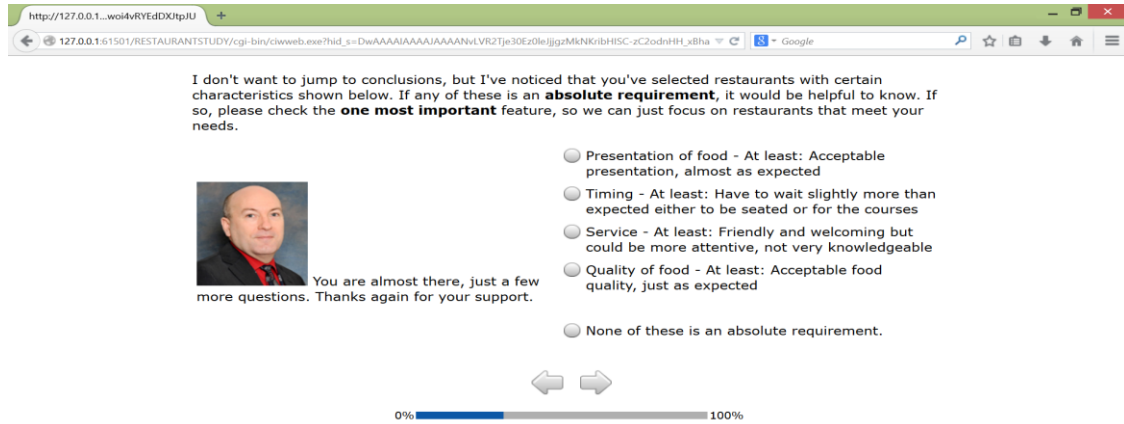 http://127.0.0.1...woi4vRYEdDXJtpJU
127.0.0.1:61501/RESTAURANTSTUDY/cgi-bin/ciwweb.exe?hid_s=DwAAAAIAAAAJAAAANvLVR2Tje30Ez0leJjjgzMkNKribHISC-zC2odnHH_xBha
Google
I don't want to jump to conclusions, but I've noticed that you've selected restaurants with certain
characteristics shown below. If any of these is an absolute requirement, it would be helpful to know. If
so, please check the one most important feature, so we can just focus on restaurants that meet your
needs.
You are almost there, just a few
more questions. Thanks again for your support.
Presentation of food - At least: Acceptable
presentation, almost as expected
Timing - At least: Have to wait slightly more than
expected either to be seated or for the courses
Service - At least: Friendly and welcoming but
could be more attentive, not very knowledgeable
Quality of food - At least: Acceptable food
quality, just as expected
None of these is an absolute requirement.
0% 100%